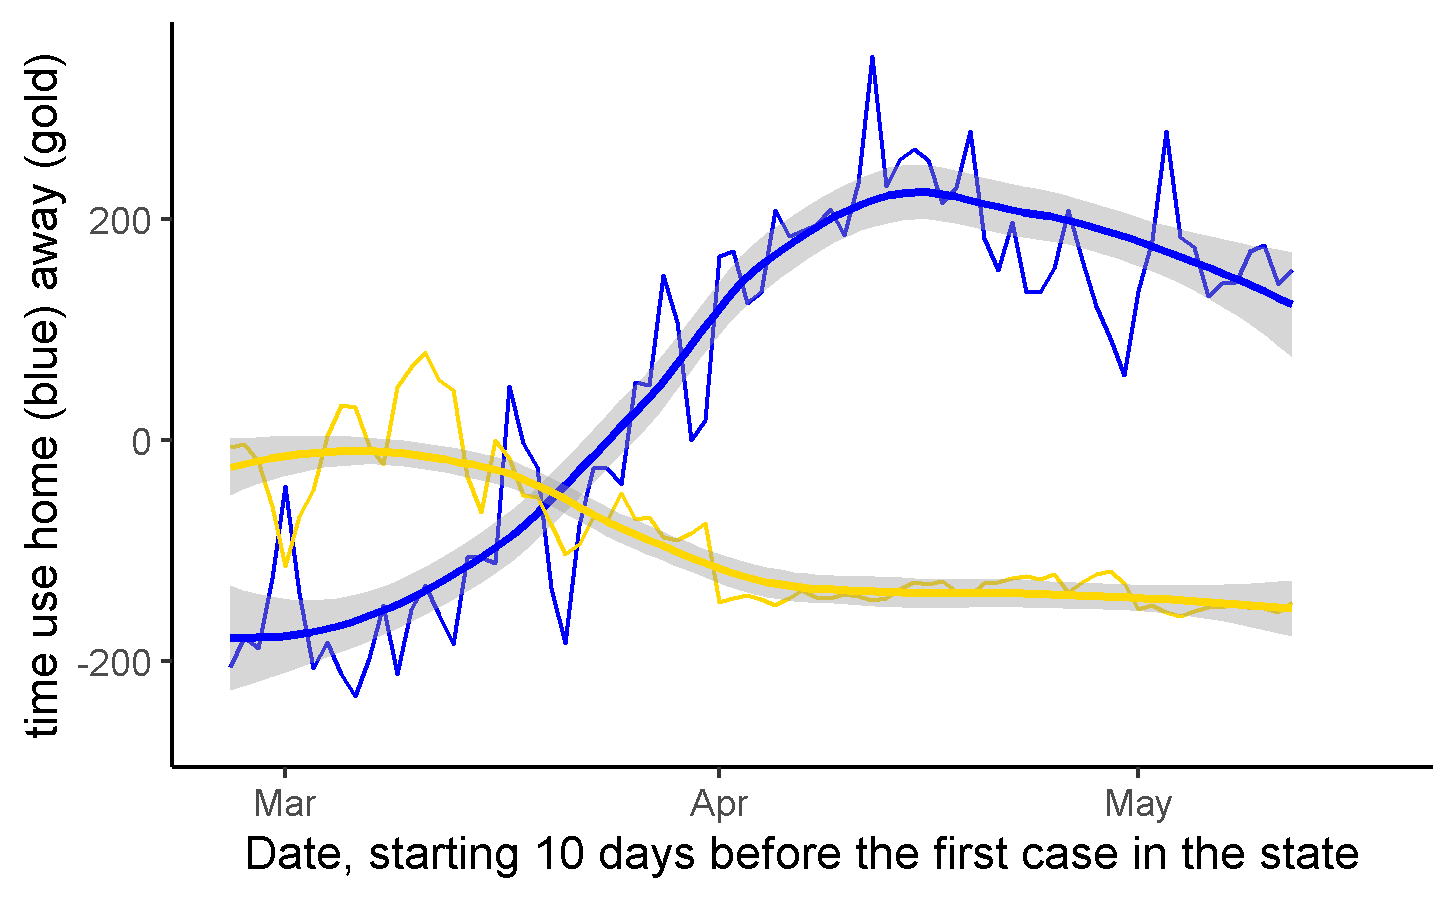 time use home (blue) away (gold)
200
0
-200
Mar
Apr
May
Date, starting 10 days before the first case in the state